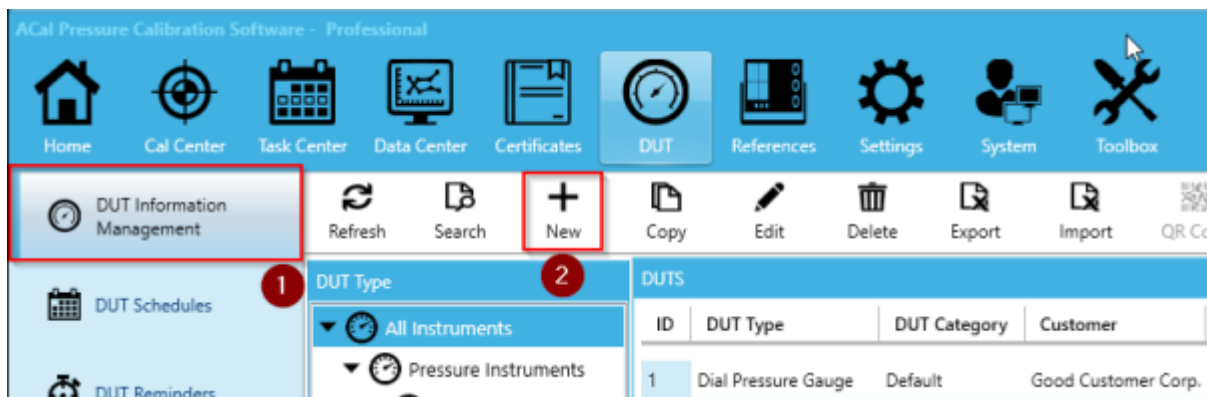 ACal Pressure Calibration Software - Professional
Home Cal Center Task Center Data Center Certificates DUT References Settings System Toolbox
DUT Information
Management
Refresh Search New Copy Edit Delete Export Import QR Co
1
2
DUT Type
DUTS
DUT Schedules
All Instruments
ID DUT Type DUT Category Customer
Pressure Instruments
1 Dial Pressure Gauge Default Good Customer Corp.
DUT Reminders